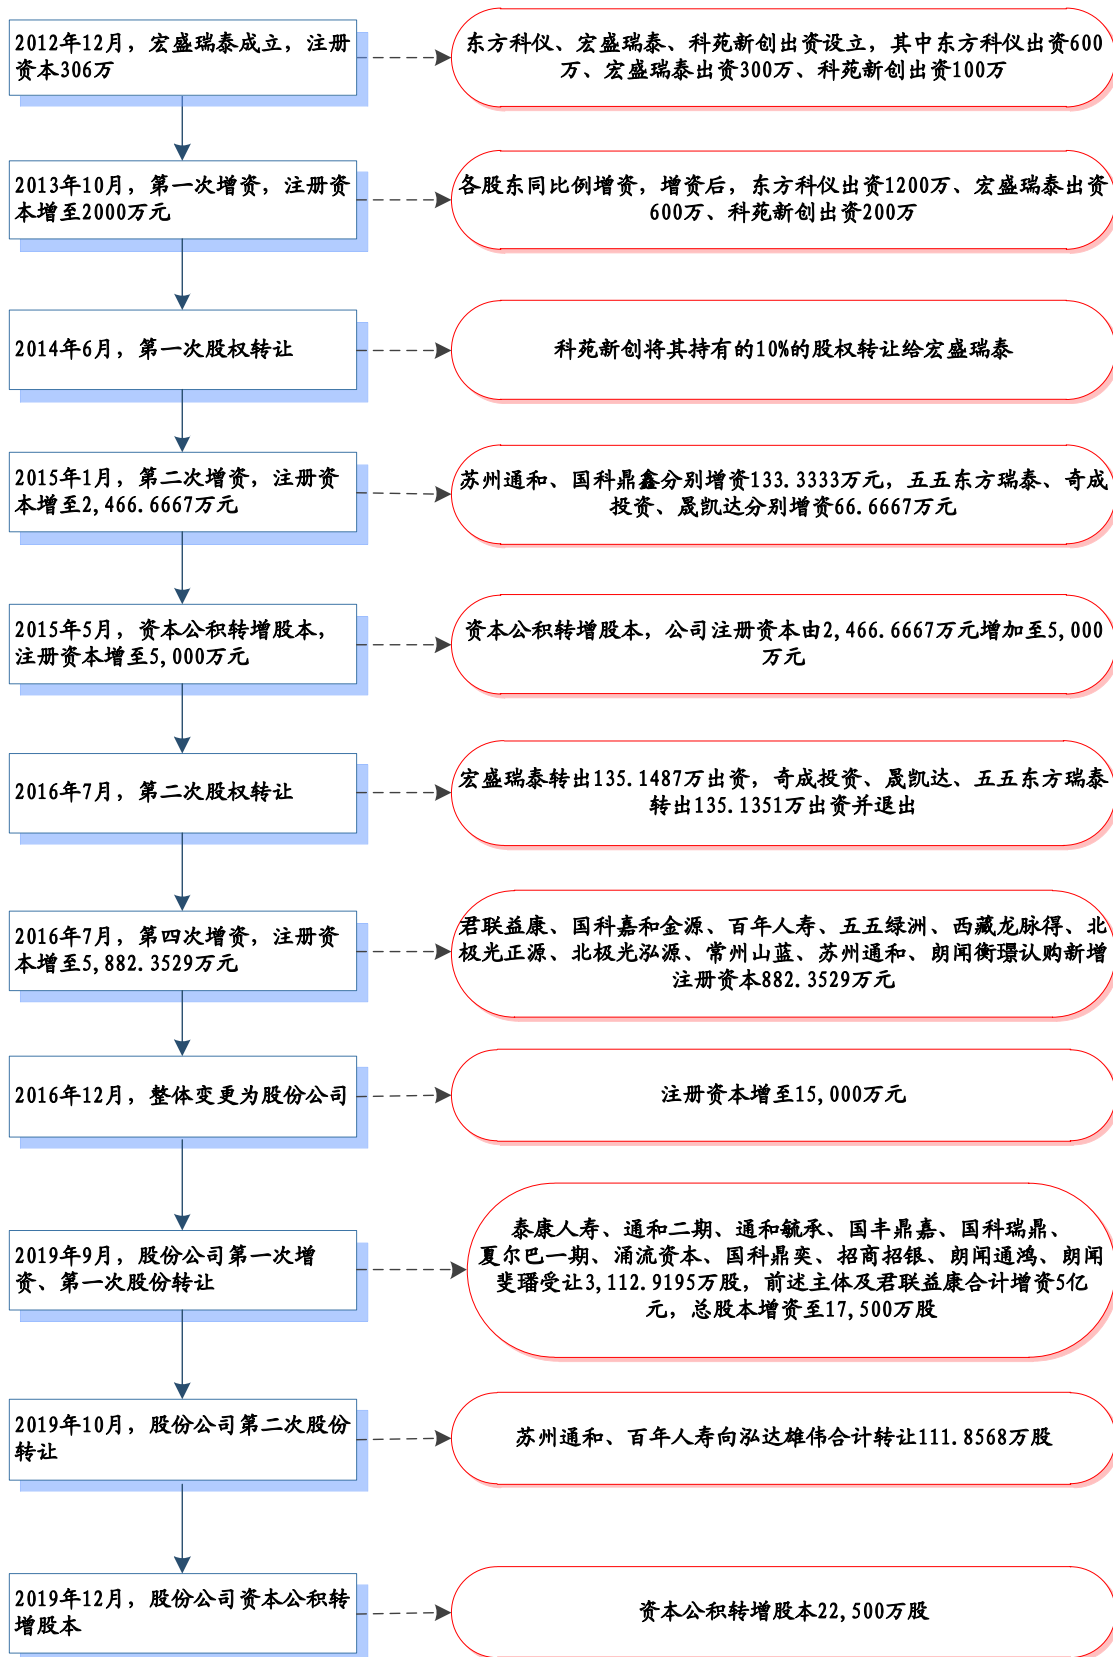 2012年12月，宏盛瑞泰成立，注册
资本306万
东方科仪、宏盛瑞泰、科苑新创出资设立，其中东方科仪出资600
万、宏盛瑞泰出资300万、科苑新创出资100万
2013年10月，第一次增资，注册资
本增至2000万元
各股东同比例增资，增资后，东方科仪出资1200万、宏盛瑞泰出资
600万、科苑新创出资200万
2014年6月，第一次股权转让
科苑新创将其持有的10%的股权转让给宏盛瑞泰
2015年1月，第二次增资，注册资
本增至2,466.6667万元
苏州通和、国科鼎鑫分别增资133.3333万元，五五东方瑞泰、奇成
投资、晟凯达分别增资66.6667万元
2015年5月，资本公积转增股本，
注册资本增至5,000万元
资本公积转增股本，公司注册资本由2,466.6667万元增加至5,000
万元
2016年7月，第二次股权转让
宏盛瑞泰转出135.1487万出资，奇成投资、晟凯达、五五东方瑞泰
转出135.1351万出资并退出
2016年7月，第四次增资，注册资
本增至5,882.3529万元
君联益康、国科嘉和金源、百年人寿、五五绿洲、西藏龙脉得、北
极光正源、北极光泓源、常州山蓝、苏州通和、朗闻衡璟认购新增
注册资本882.3529万元
2016年12月，整体变更为股份公司
注册资本增至15,000万元
2019年9月，股份公司第一次增
资、第一次股份转让
泰康人寿、通和二期、通和毓承、国丰鼎嘉、国科瑞鼎、
夏尔巴一期、涌流资本、国科鼎奕、招商招银、朗闻通鸿、朗闻
斐璠受让3,112.9195万股，前述主体及君联益康合计增资5亿
元，总股本增资至17,500万股
2019年10月，股份公司第二次股份
转让
苏州通和、百年人寿向泓达雄伟合计转让111.8568万股
2019年12月，股份公司资本公积转
增股本
资本公积转增股本22,500万股